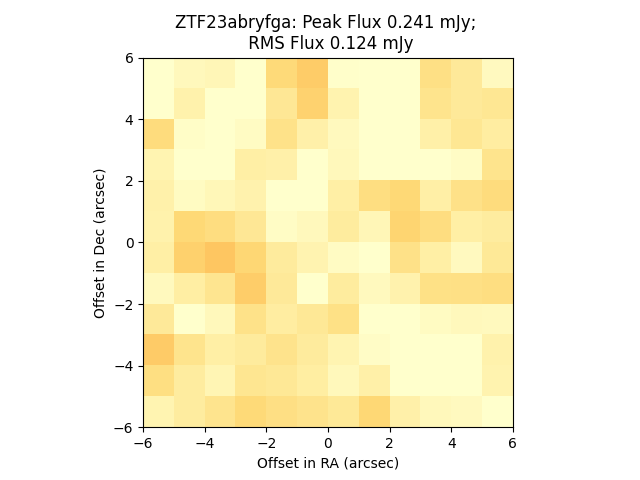 ZTF23abryfga: Peak Flux 0.241 mJy;
RMS Flux 0.124 mJy
6
4
2
0
−2
−4
−6
Offset in Dec (arcsec)
−6 −4 −2 0 2 4 6
Offset in RA (arcsec)